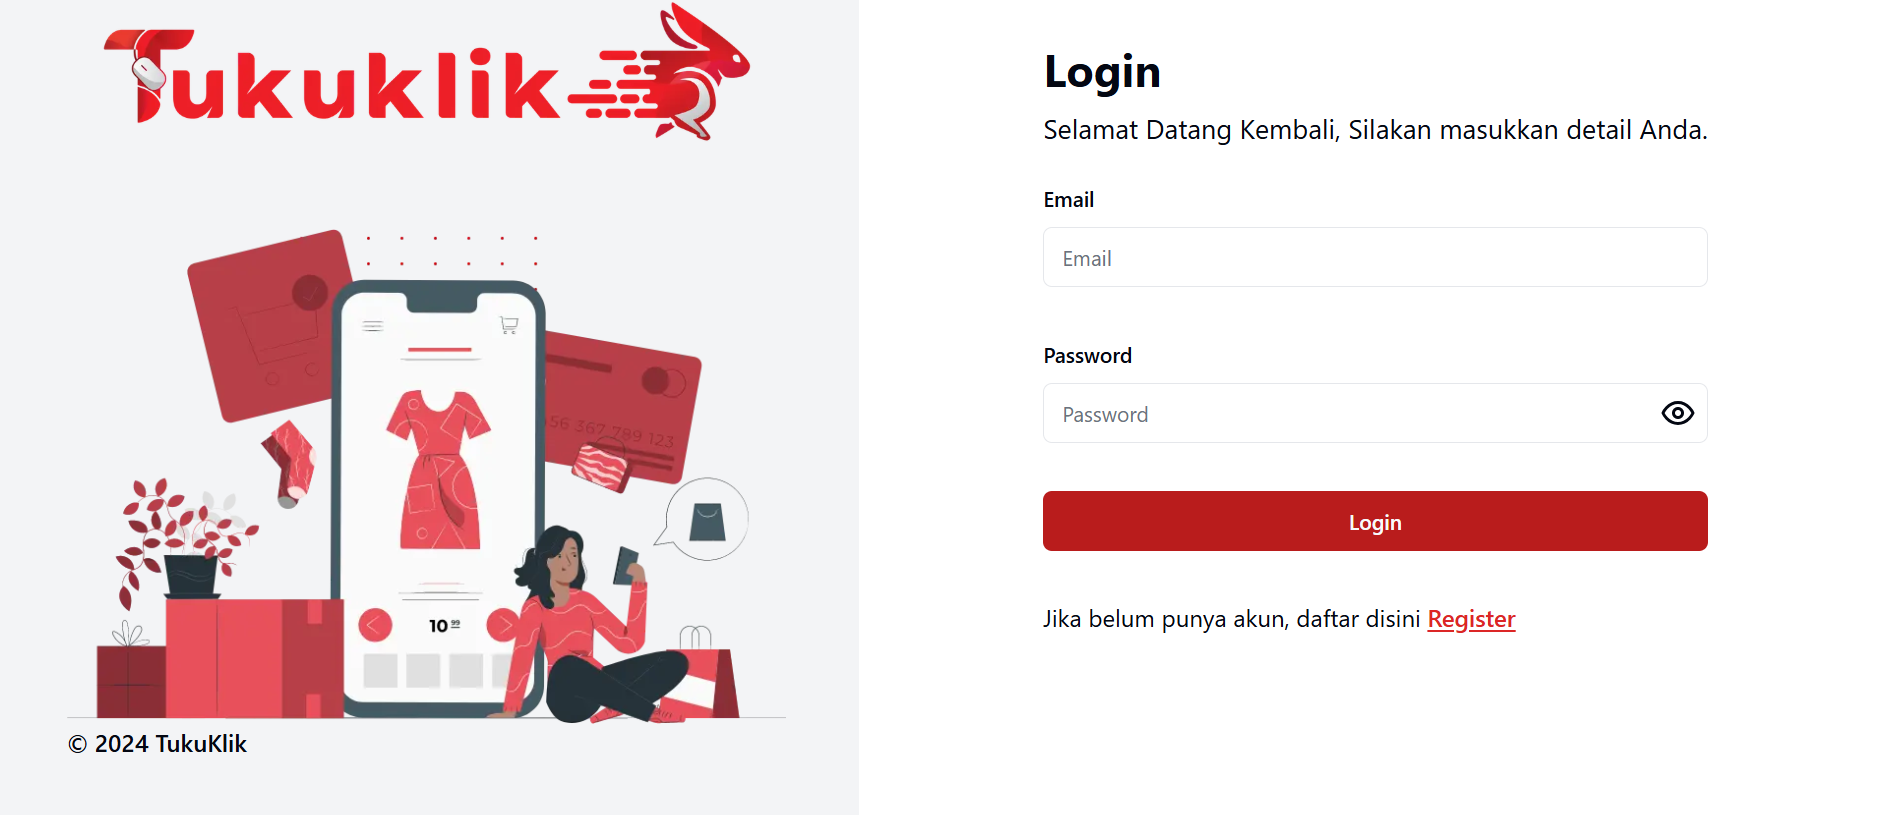 Tukuklik
456 367 789 123
10 99
© 2024 TukuKlik
Login
Selamat Datang Kembali, Silakan masukkan detail Anda.
Email
Email
Password
Password
Login
Jika belum punya akun, daftar disini Register